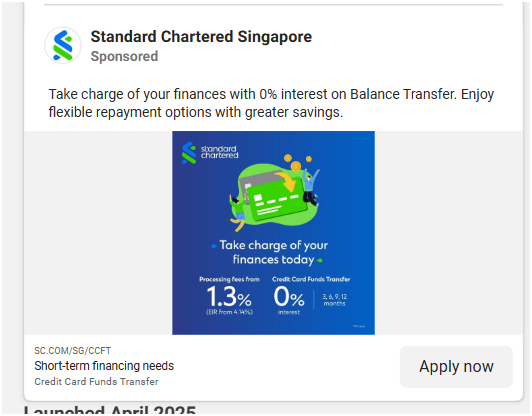 Standard Chartered Singapore
Sponsored
Take charge of your finances with 0% interest on Balance Transfer. Enjoy
flexible repayment options with greater savings.
standard
chartered
Take charge of your
finances today
Processing fees from
1.3%
(EIR from 4.14%)
Credit Card Funds Transfer
0%
interest
3, 6, 9, 12
months
SC.COM/SG/CCFT
Short-term financing needs
Credit Card Funds Transfer
Apply now
Launched April 2025